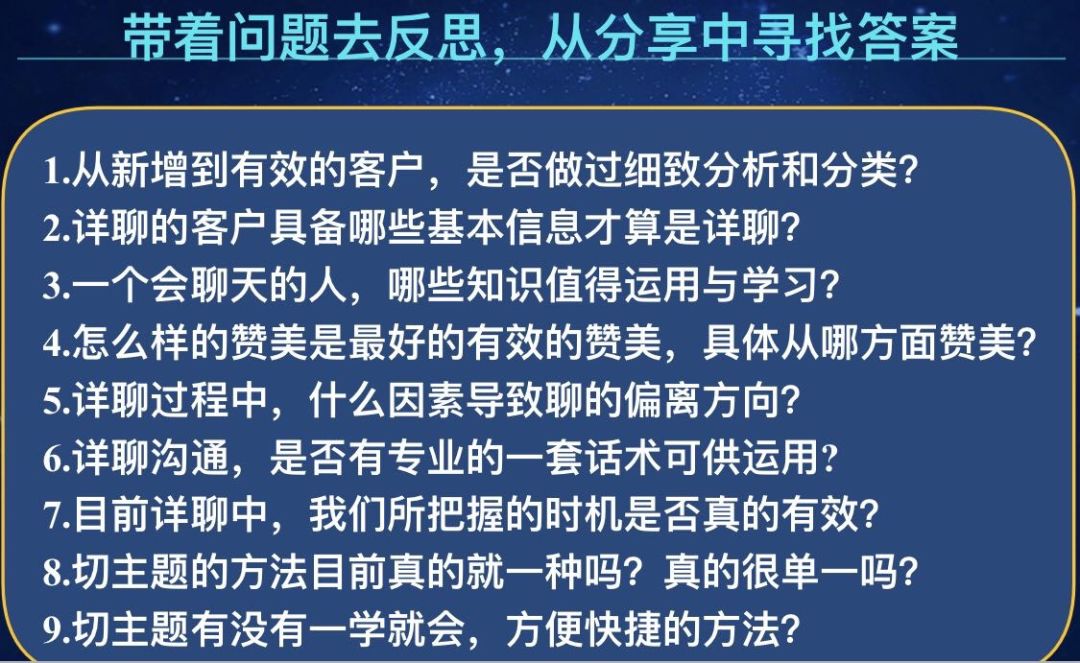 带着问题去反思，从分享中寻找答案
1.从新增到有效的客户，是否做过细致分析和分类？
2.详聊的客户具备哪些基本信息才算是详聊？
3.一个会聊天的人，哪些知识值得运用与学习？
4.怎么样的赞美是最好的有效的赞美，具体从哪方面赞美？
5.详聊过程中，什么因素导致聊的偏离方向？
6.详聊沟通，是否有专业的一套话术可供运用?
7.目前详聊中，我们所把握的时机是否真的有效？
8.切主题的方法目前真的就一种吗？真的很单一吗？
9.切主题有没有一学就会，方便快捷的方法？